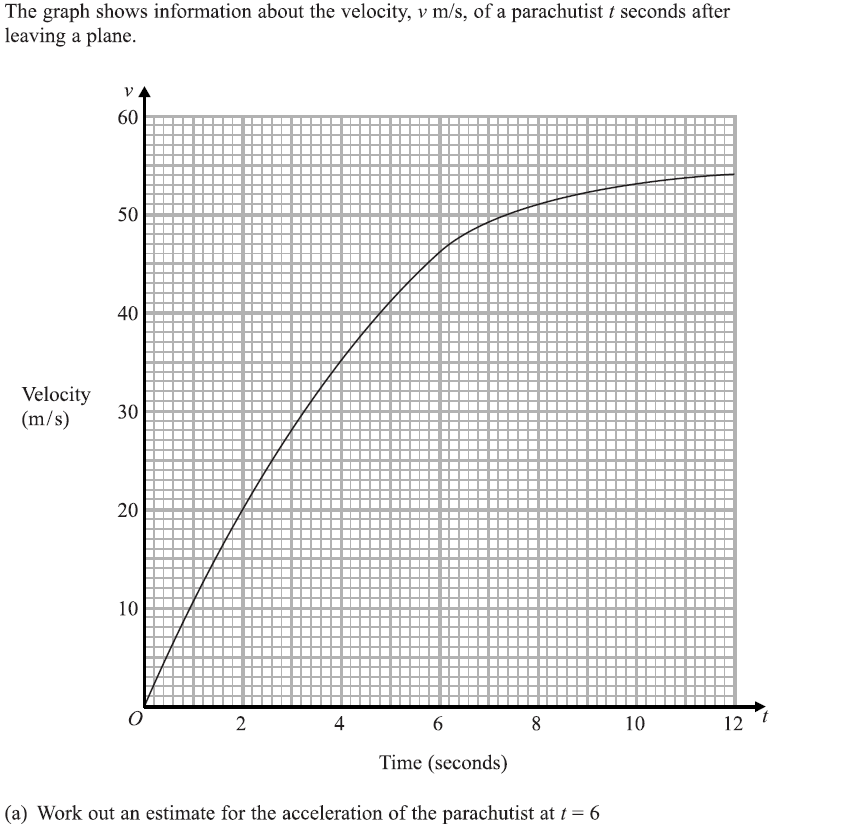 The graph shows information about the velocity, v m/s, of a parachutist t seconds after
leaving a plane.
v
60
50
40
Velocity
(m/s)
30
20
10
O
2
4
6
8
10
12
t
Time (seconds)
(a) Work out an estimate for the acceleration of the parachutist at t = 6